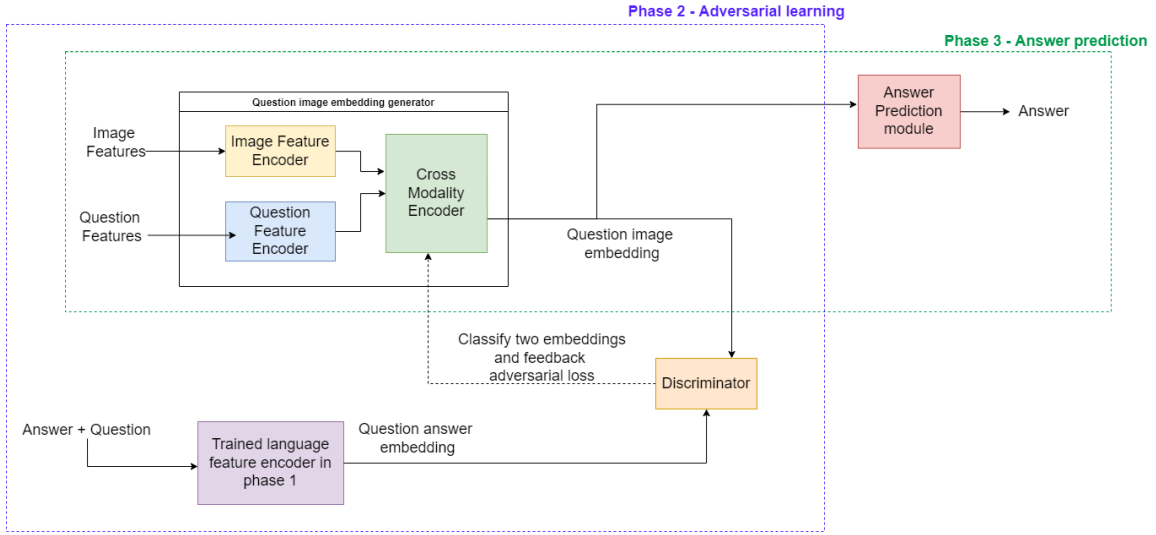 Phase 2 - Adversarial learning
Phase 3 - Answer prediction
Question image embedding generator
Image
Features
Image Feature
Encoder
Question
Features
Question
Feature
Encoder
Cross
Modality
Encoder
Answer
Prediction
module
Answer
Question image
embedding
Classify two embeddings
and feedback
adversarial loss
Discriminator
Answer + Question
Trained language
feature encoder in
phase 1
Question answer
embedding